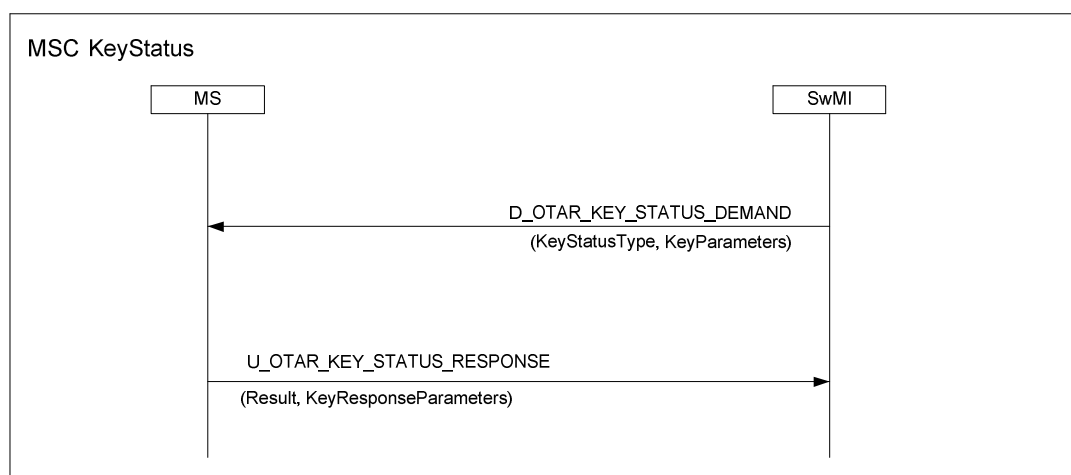 MSC KeyStatus
MS
SwMI
D_OTAR_KEY_STATUS_DEMAND
(KeyStatusType, KeyParameters)
U_OTAR_KEY_STATUS_RESPONSE
(Result, KeyResponseParameters)